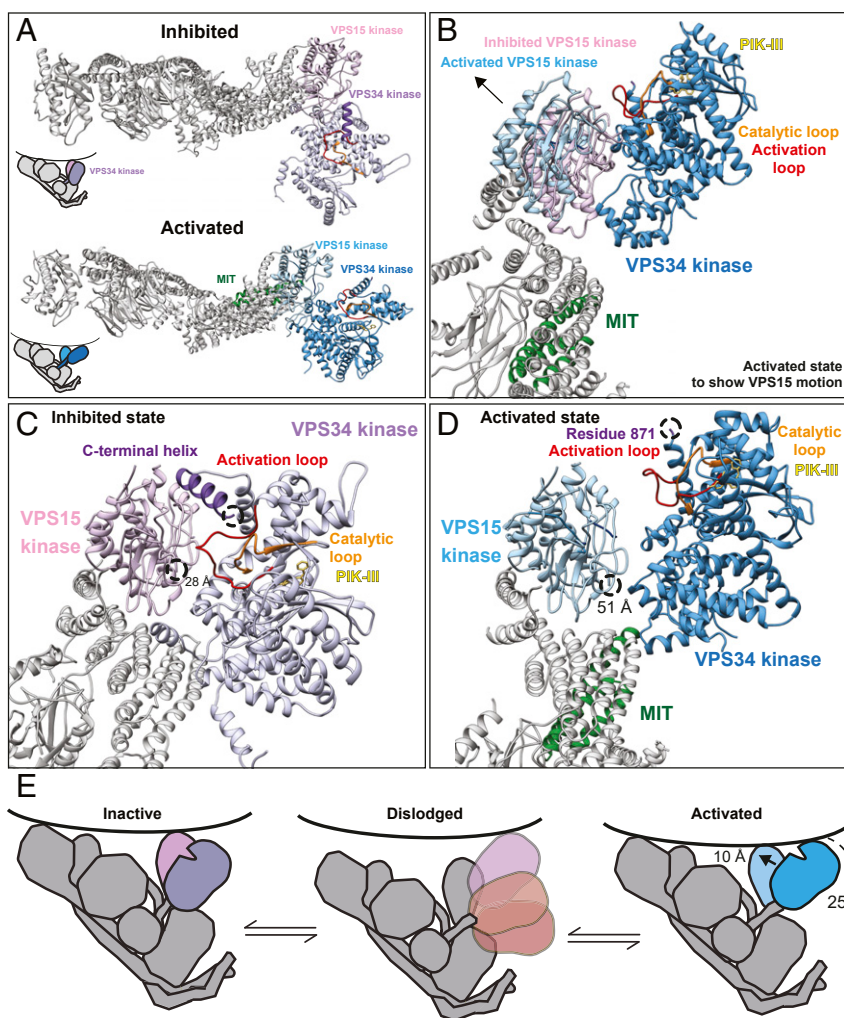 A
Inhibited
VPS15 kinase
VPS34 kinase
VPS34 kinase
Activated
VPS15 kinase
MIT
VPS34 kinase
B
Inhibited VPS15 kinase
Activated VPS15 kinase
PIK-III
Catalytic loop
Activation
loop
VPS34 kinase
MIT
Activated state
to show VPS15 motion
C
Inhibited state
VPS34 kinase
C-terminal helix
Activation loop
VPS15
kinase
28 Å
Catalytic
loop
PIK-III
D
Activated state
Residue 871
Activation loop
Catalytic
loop
PIK-III
VPS15
kinase
51 Å
VPS34 kinase
MIT
E
Inactive
Dislodged
Activated
10 Å
25